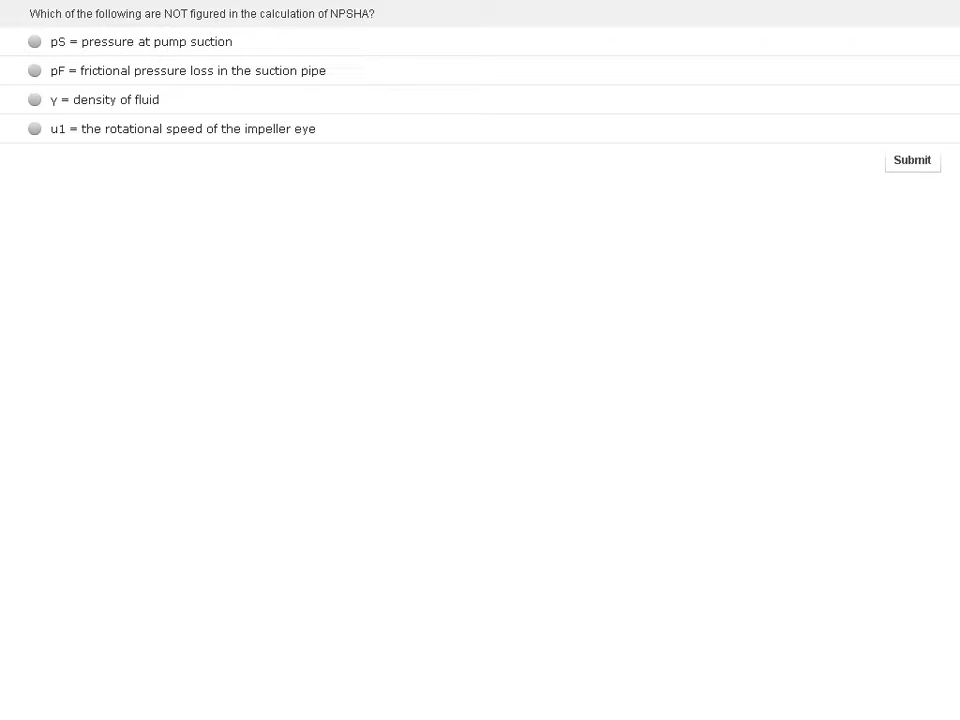 Which of the following are NOT figured in the calculation of NPSHA?
pS = pressure at pump suction
pF = frictional pressure loss in the suction pipe
γ = density of fluid
u1 = the rotational speed of the impeller eye
Submit